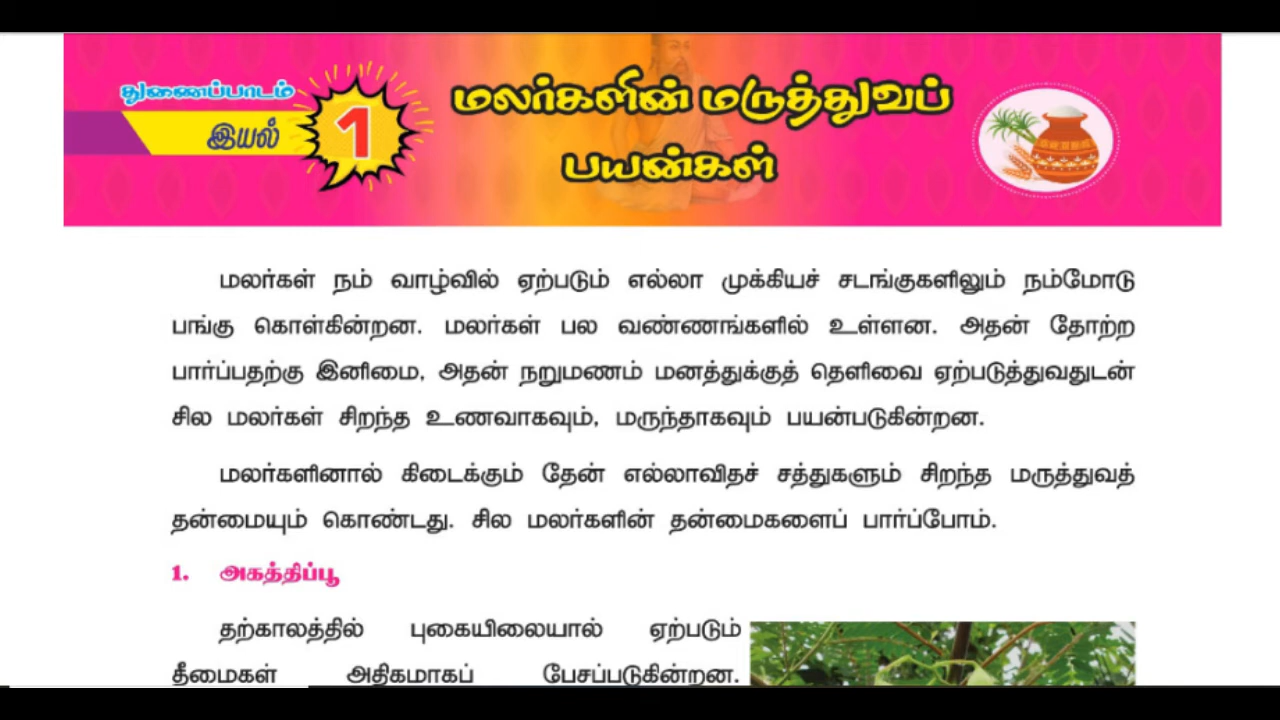 துணைப்பாடம்
இயல்
1
மலர்களின் மருத்துவப்
பயன்கள்
மலர்கள் நம் வாழ்வில் ஏற்படும் எல்லா முக்கியச் சடங்குகளிலும் நம்மோடு
பங்கு கொள்கின்றன. மலர்கள் பல வண்ணங்களில் உள்ளன. அதன் தோற்ற
பார்ப்பதற்கு இனிமை, அதன் நறுமணம் மனத்துக்குத் தெளிவை ஏற்படுத்துவதுடன்
சில மலர்கள் சிறந்த உணவாகவும், மருந்தாகவும் பயன்படுகின்றன.
மலர்களினால் கிடைக்கும் தேன் எல்லாவிதச் சத்துகளும் சிறந்த மருத்துவத்
தன்மையும் கொண்டது. சில மலர்களின் தன்மைகளைப் பார்ப்போம்.
1. அகத்திப்பூ
தற்காலத்தில் புகையிலையால் ஏற்படும்
தீமைகள் அதிகமாகப் பேசப்படுகின்றன.